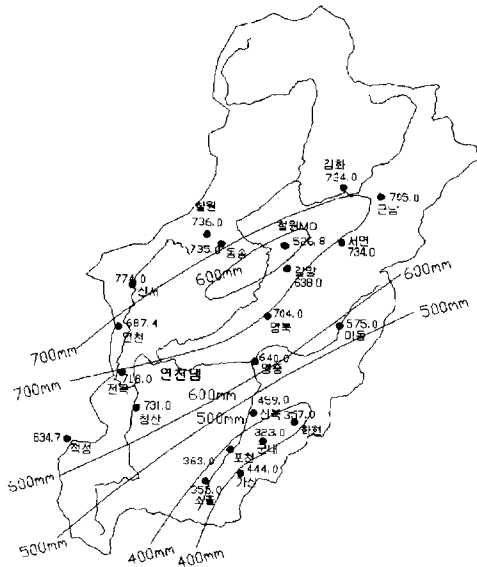 김화
734.0
705.0
근남
철원
736.0
철원MO
735.0
동송
526.8
서면
734.0
600mm
갈말
638.0
774.0
신서
600mm
704.0
영북
500mm
687.4
연천
575.0
이동
700mm
640.0
영중
718.0
전곡
연천댐
700mm
600mm
731.0
청산
500mm
459.0
신북
357.0
화현
634.7
적성
323.0
군내
363.0
포천
444.0
가산
600mm
소흘
500mm
400mm
400mm